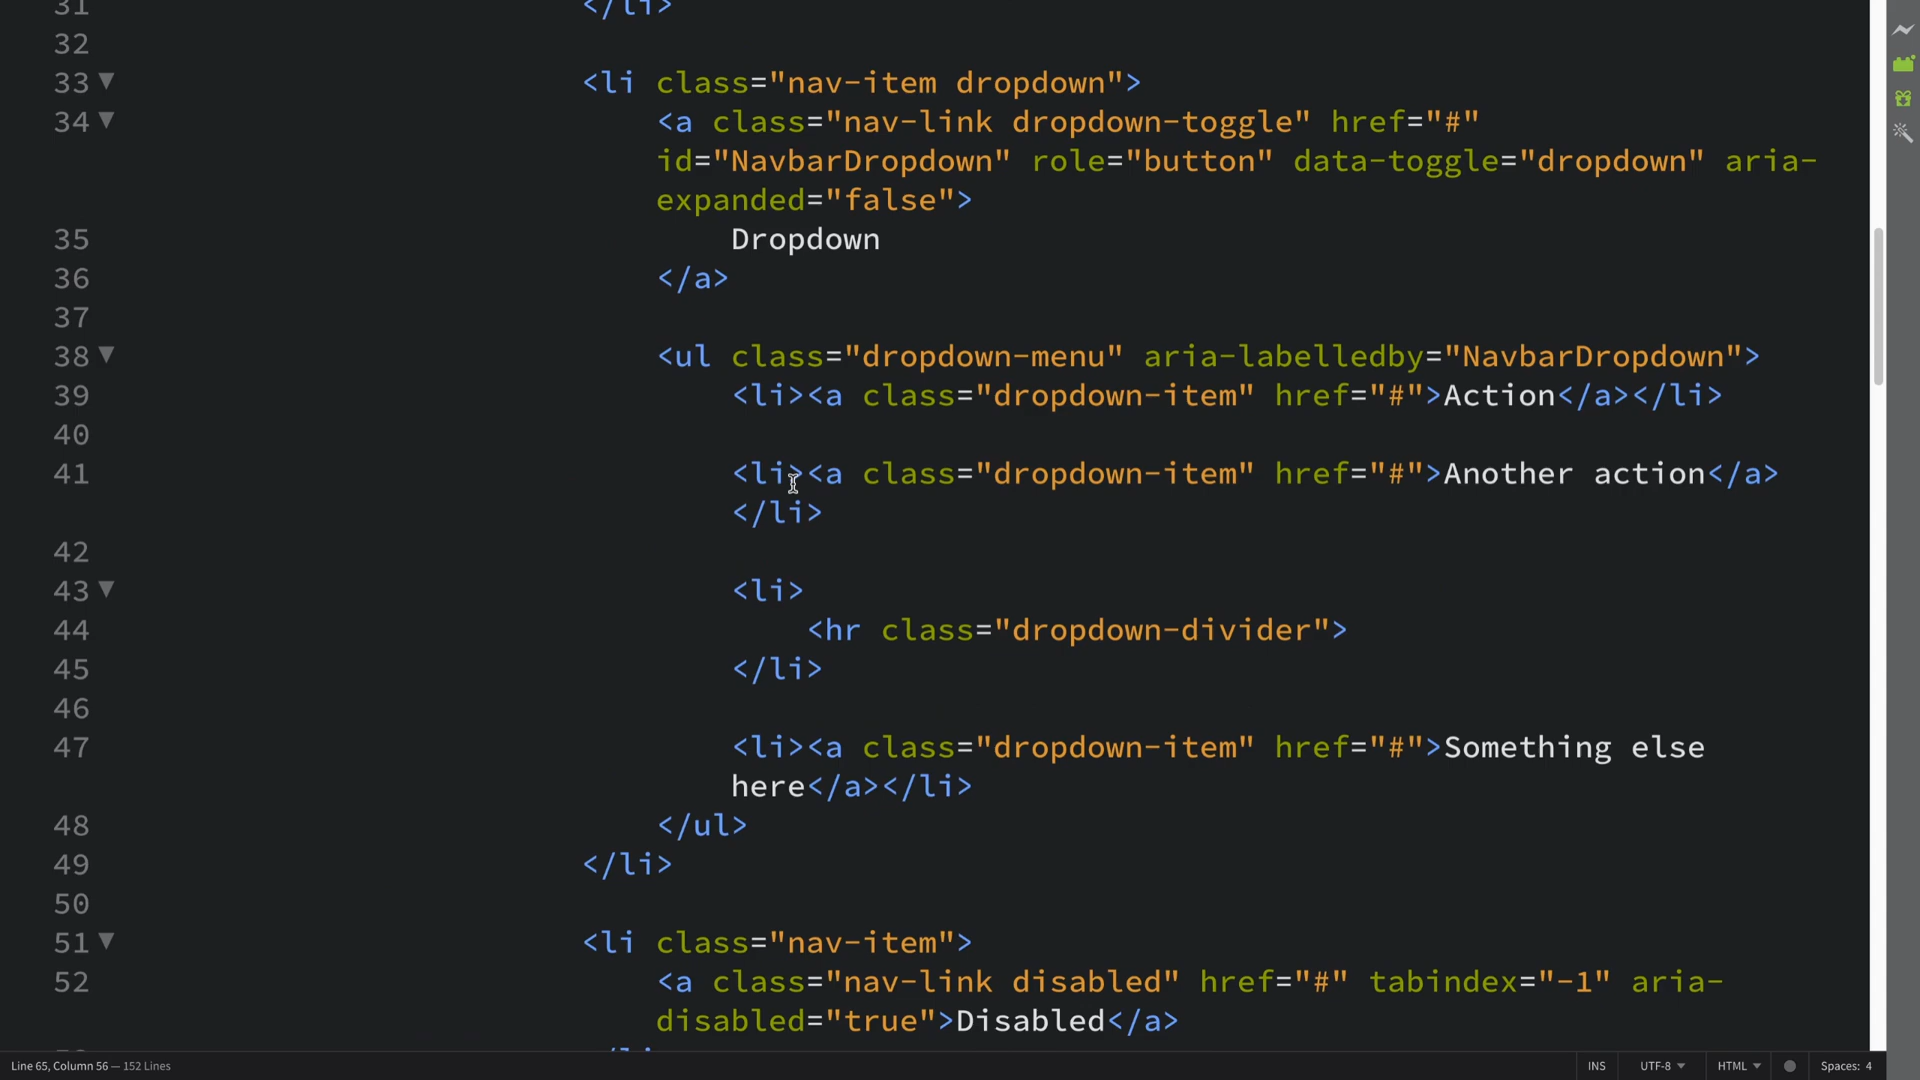 31 </li>
32
33 <li class="nav-item dropdown">
34 <a class="nav-link dropdown-toggle" href="#"
id="NavbarDropdown" role="button" data-toggle="dropdown" aria-
expanded="false">
35 Dropdown
36 </a>
37
38 <ul class="dropdown-menu" aria-labelledby="NavbarDropdown">
39 <li><a class="dropdown-item" href="#">Action</a></li>
40
41 <li><a class="dropdown-item" href="#">Another action</a>
</li>
42
43 <li>
44 <hr class="dropdown-divider">
45 </li>
46
47 <li><a class="dropdown-item" href="#">Something else
here</a></li>
48 </ul>
49 </li>
50
51 <li class="nav-item">
52 <a class="nav-link disabled" href="#" tabindex="-1" aria-
disabled="true">Disabled</a>
Line 65, Column 56 — 152 Lines
INS UTF-8 HTML Spaces: 4